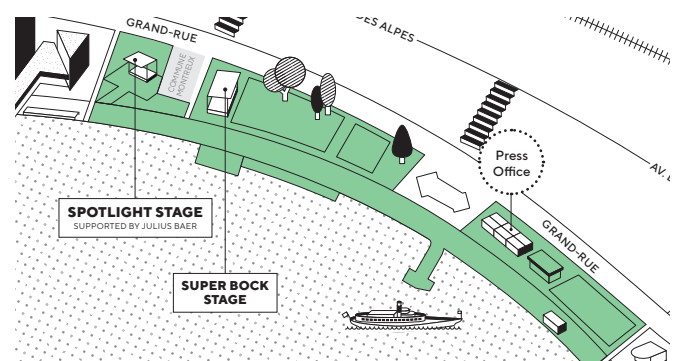 GRAND-RUE
DES ALPES
COMMUNE
MONTREUX
Press
Office
AV.
SPOTLIGHT STAGE
SUPPORTED BY JULIUS BAER
GRAND-RUE
SUPER BOCK
STAGE